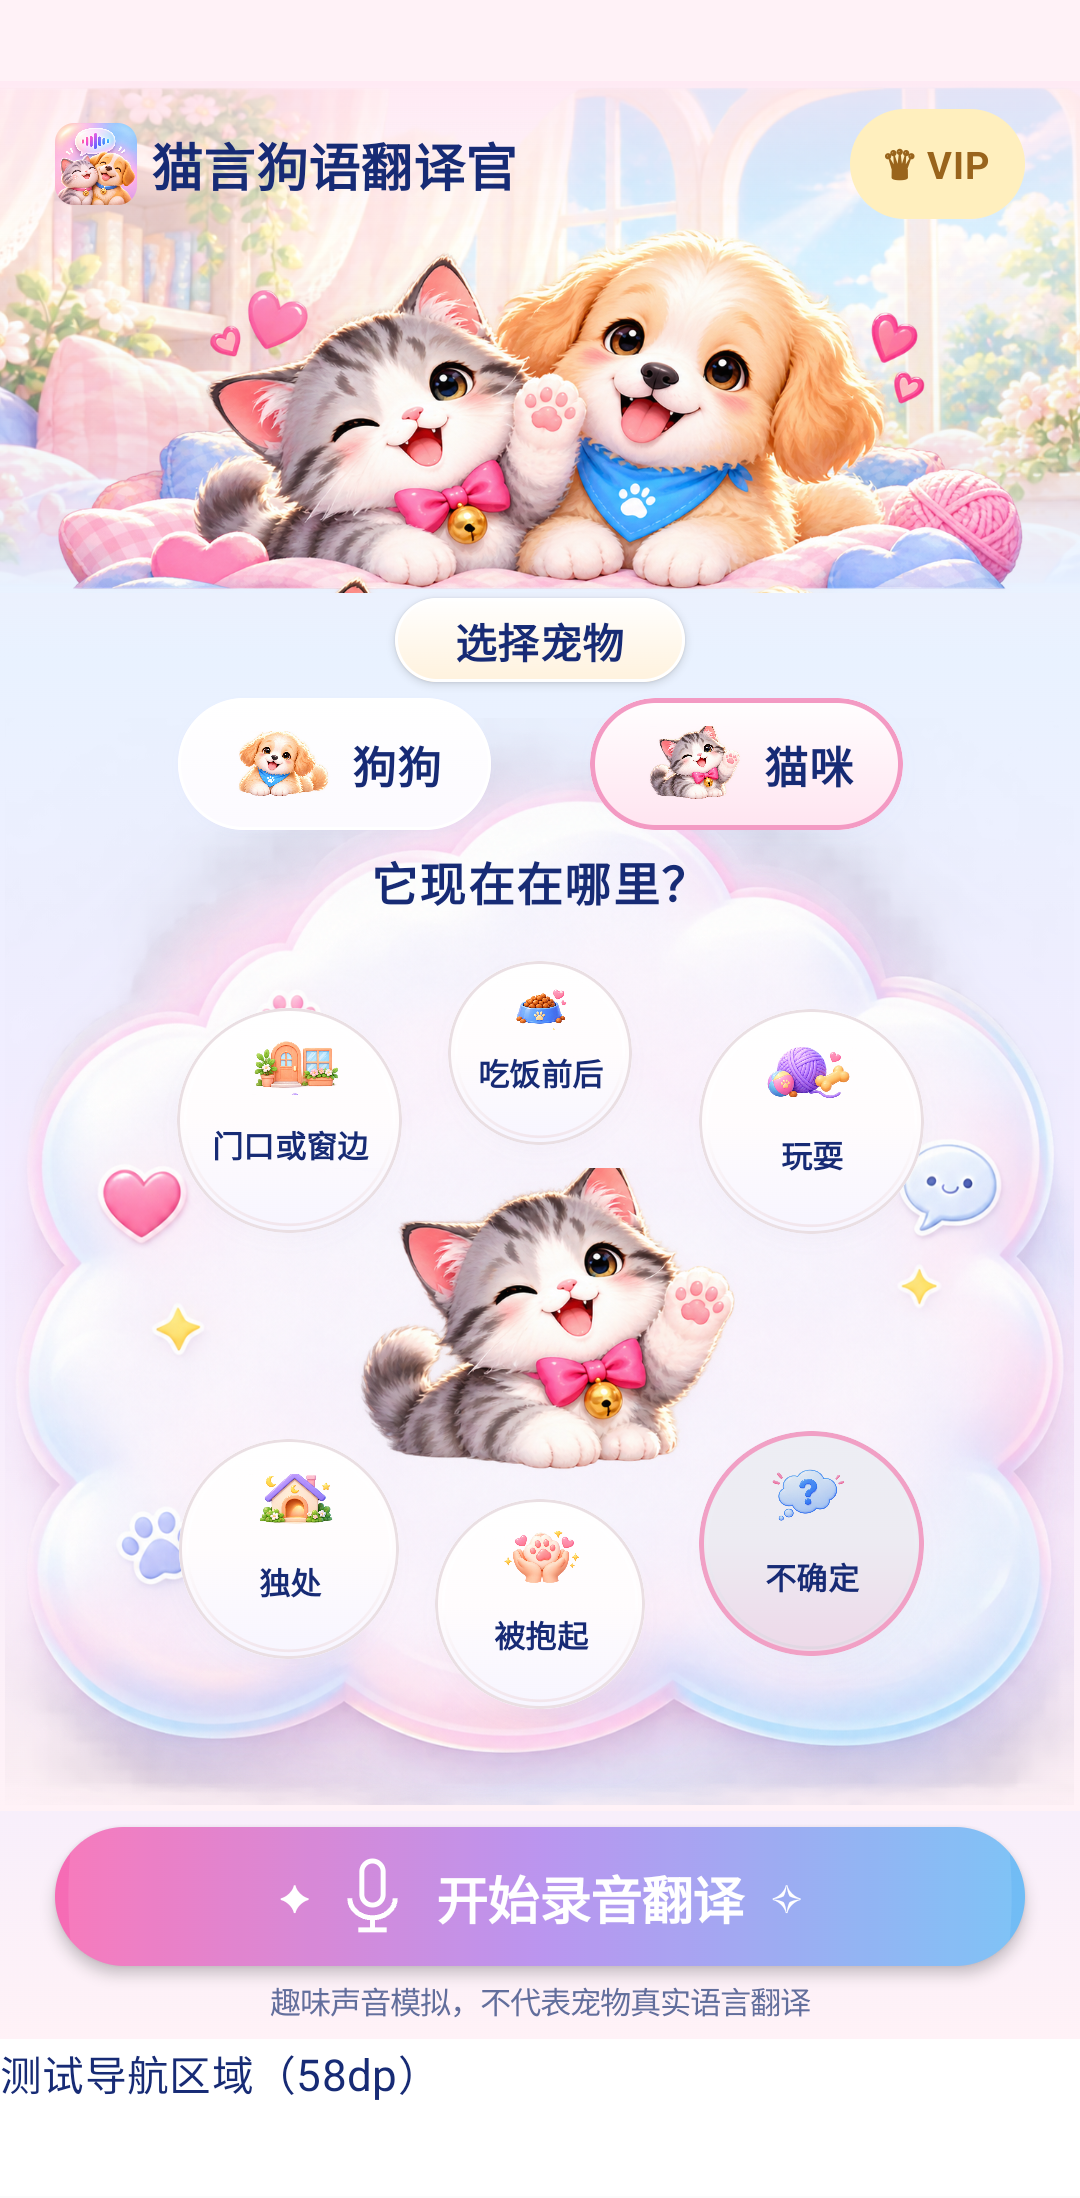 猫言狗语翻译官
VIP
选择宠物
狗狗
猫咪
它现在在哪里?
吃饭前后
门口或窗边
玩耍
独处
被抱起
不确定
开始录音翻译
趣味声音模拟，不代表宠物真实语言翻译
测试导航区域（58dp）